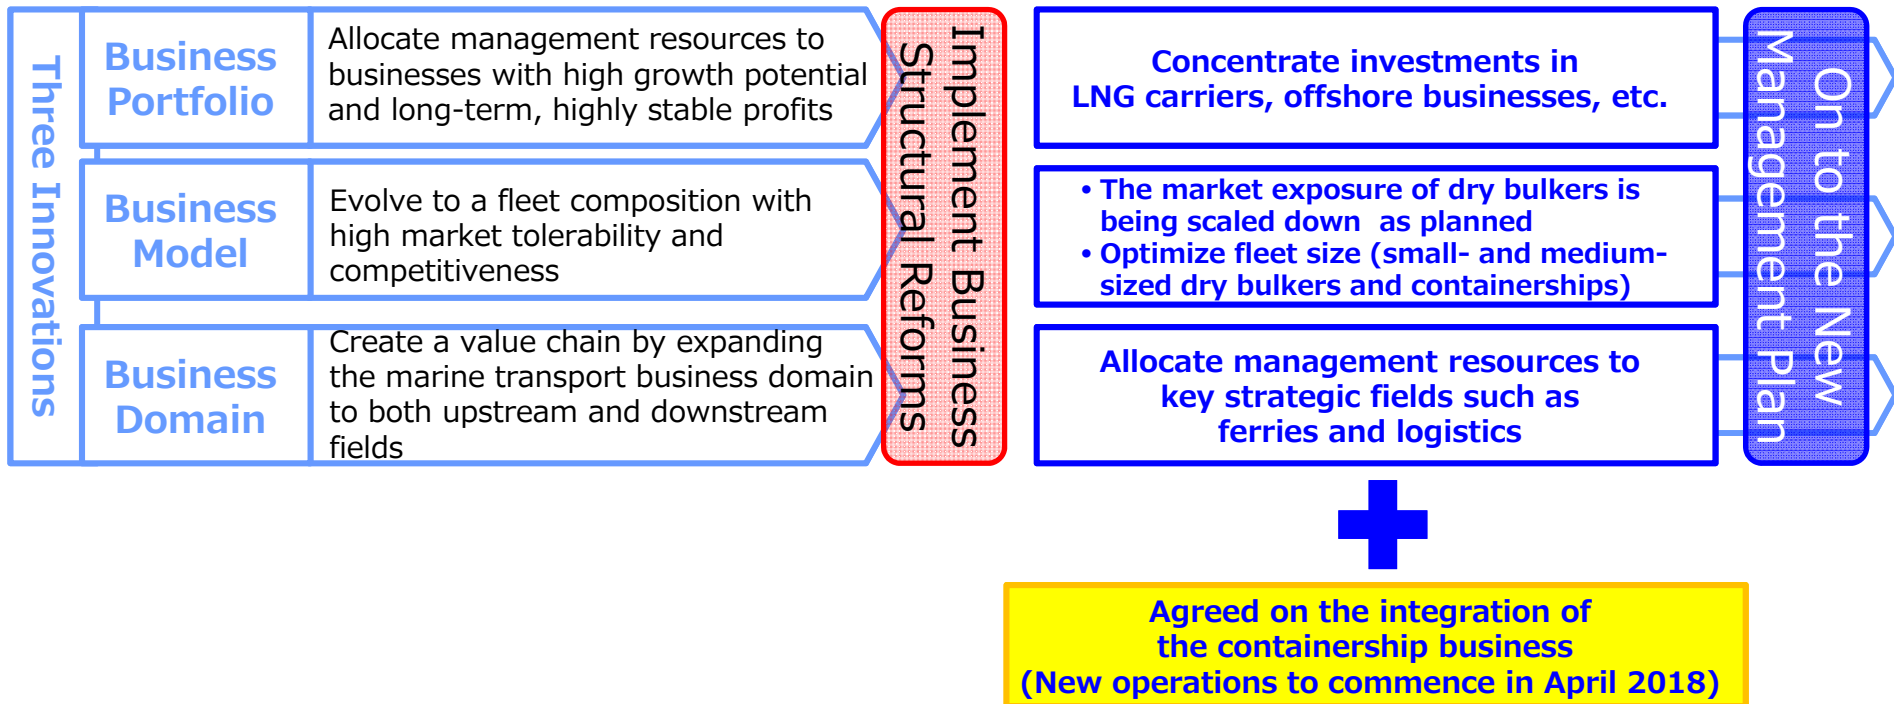 Three Innovations
Business
Portfolio
Allocate management resources to
businesses with high growth potential
and long-term, highly stable profits
Business
Model
Evolve to a fleet composition with
high market tolerability and
competitiveness
Business
Domain
Create a value chain by expanding
the marine transport business domain
to both upstream and downstream
fields
Implement Business
Structural Reforms
Concentrate investments in
LNG carriers, offshore businesses, etc.
• The market exposure of dry bulkers is
being scaled down as planned
• Optimize fleet size (small- and medium-
sized dry bulkers and containerships)
Allocate management resources to
key strategic fields such as
ferries and logistics
On to the New
Management Plan
Agreed on the integration of
the containership business
(New operations to commence in April 2018)